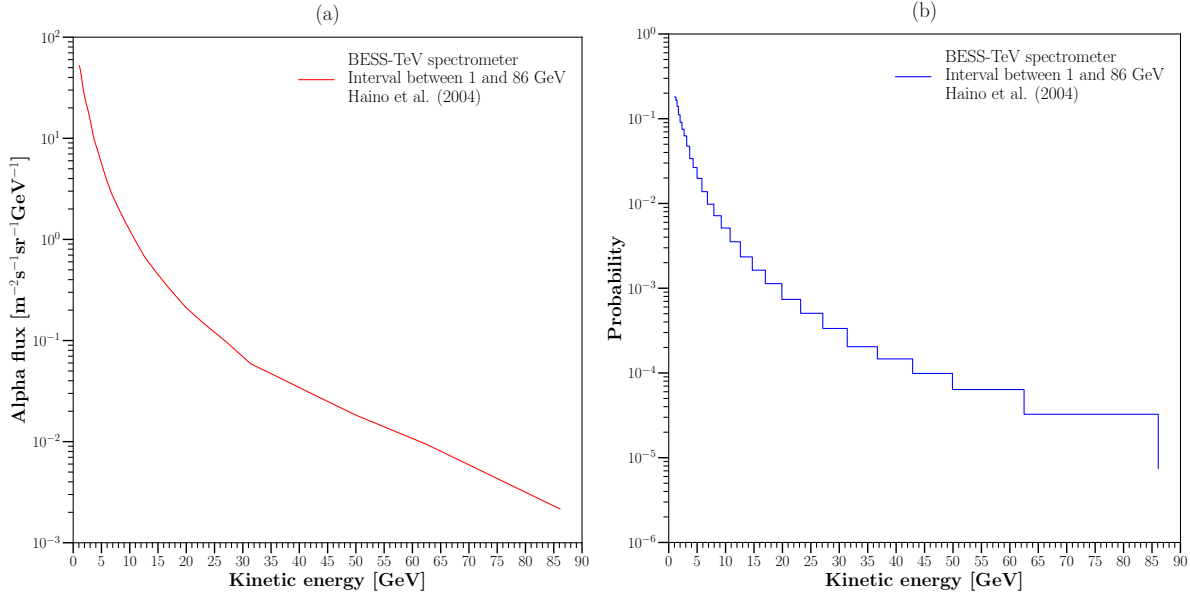 (a)
10² 
10¹
10⁰
10⁻¹
10⁻²
10⁻³
Alpha flux [m⁻²s⁻¹sr⁻¹GeV⁻¹]
BESS-TeV spectrometer
Interval between 1 and 86 GeV
Haino et al. (2004)
0 5 10 15 20 25 30 35 40 45 50 55 60 65 70 75 80 85 90
Kinetic energy [GeV]
(b)
10⁰
10⁻¹
10⁻²
10⁻³
10⁻⁴
10⁻⁵
10⁻⁶
Probability
BESS-TeV spectrometer
Interval between 1 and 86 GeV
Haino et al. (2004)
0 5 10 15 20 25 30 35 40 45 50 55 60 65 70 75 80 85 90
Kinetic energy [GeV]